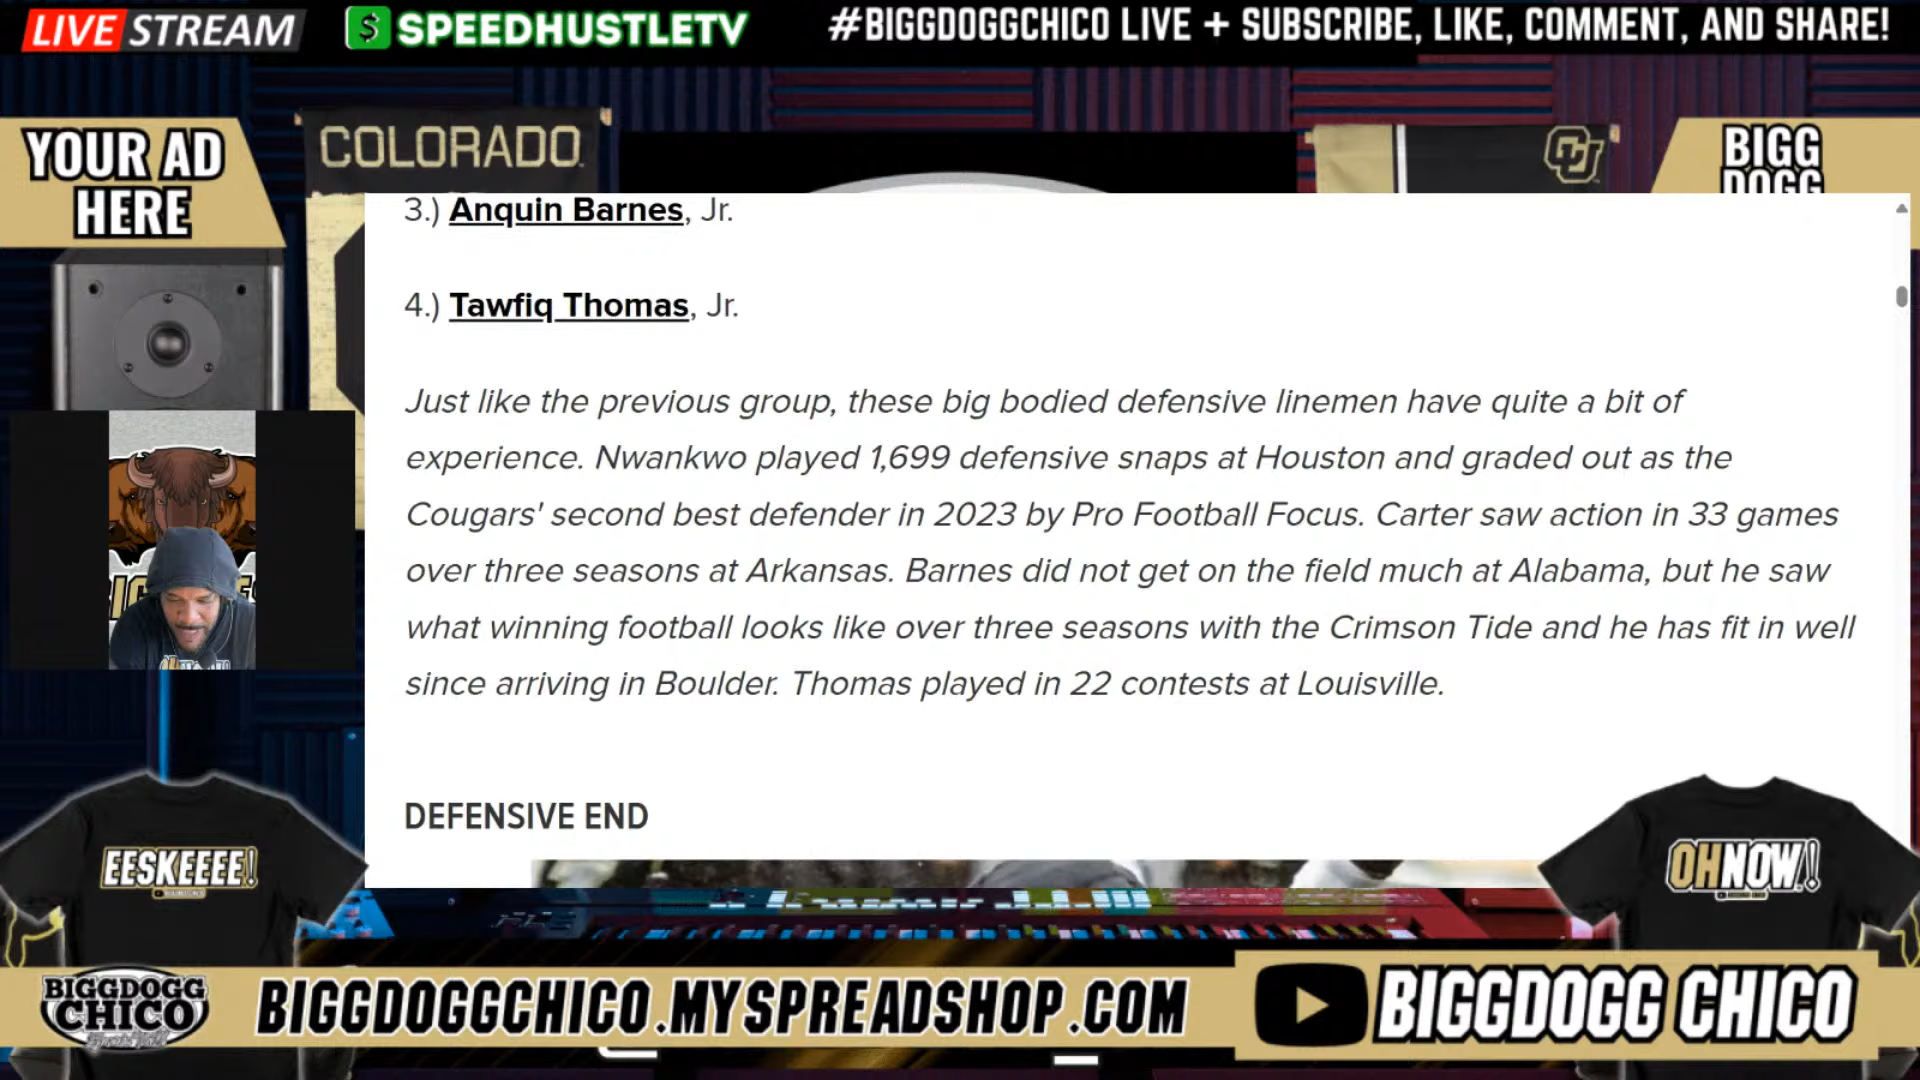 LIVE STREAM
$ SPEEDHUSTLETV
#BIGGDOGGCHICO LIVE + SUBSCRIBE, LIKE, COMMENT, AND SHARE!
YOUR AD
HERE
COLORADO
CU
BIGG
DOGG
3.) Anquin Barnes, Jr.
4.) Tawfiq Thomas, Jr.
Just like the previous group, these big bodied defensive linemen have quite a bit of
experience. Nwankwo played 1,699 defensive snaps at Houston and graded out as the
Cougars' second best defender in 2023 by Pro Football Focus. Carter saw action in 33 games
over three seasons at Arkansas. Barnes did not get on the field much at Alabama, but he saw
what winning football looks like over three seasons with the Crimson Tide and he has fit in well
since arriving in Boulder. Thomas played in 22 contests at Louisville.
DEFENSIVE END
EESKEEEE!
OHNOW!
BIGGDOGG
CHICO
BIGGDOGGCHICO.MYSPREADSHOP.COM
BIGGDOGG CHICO